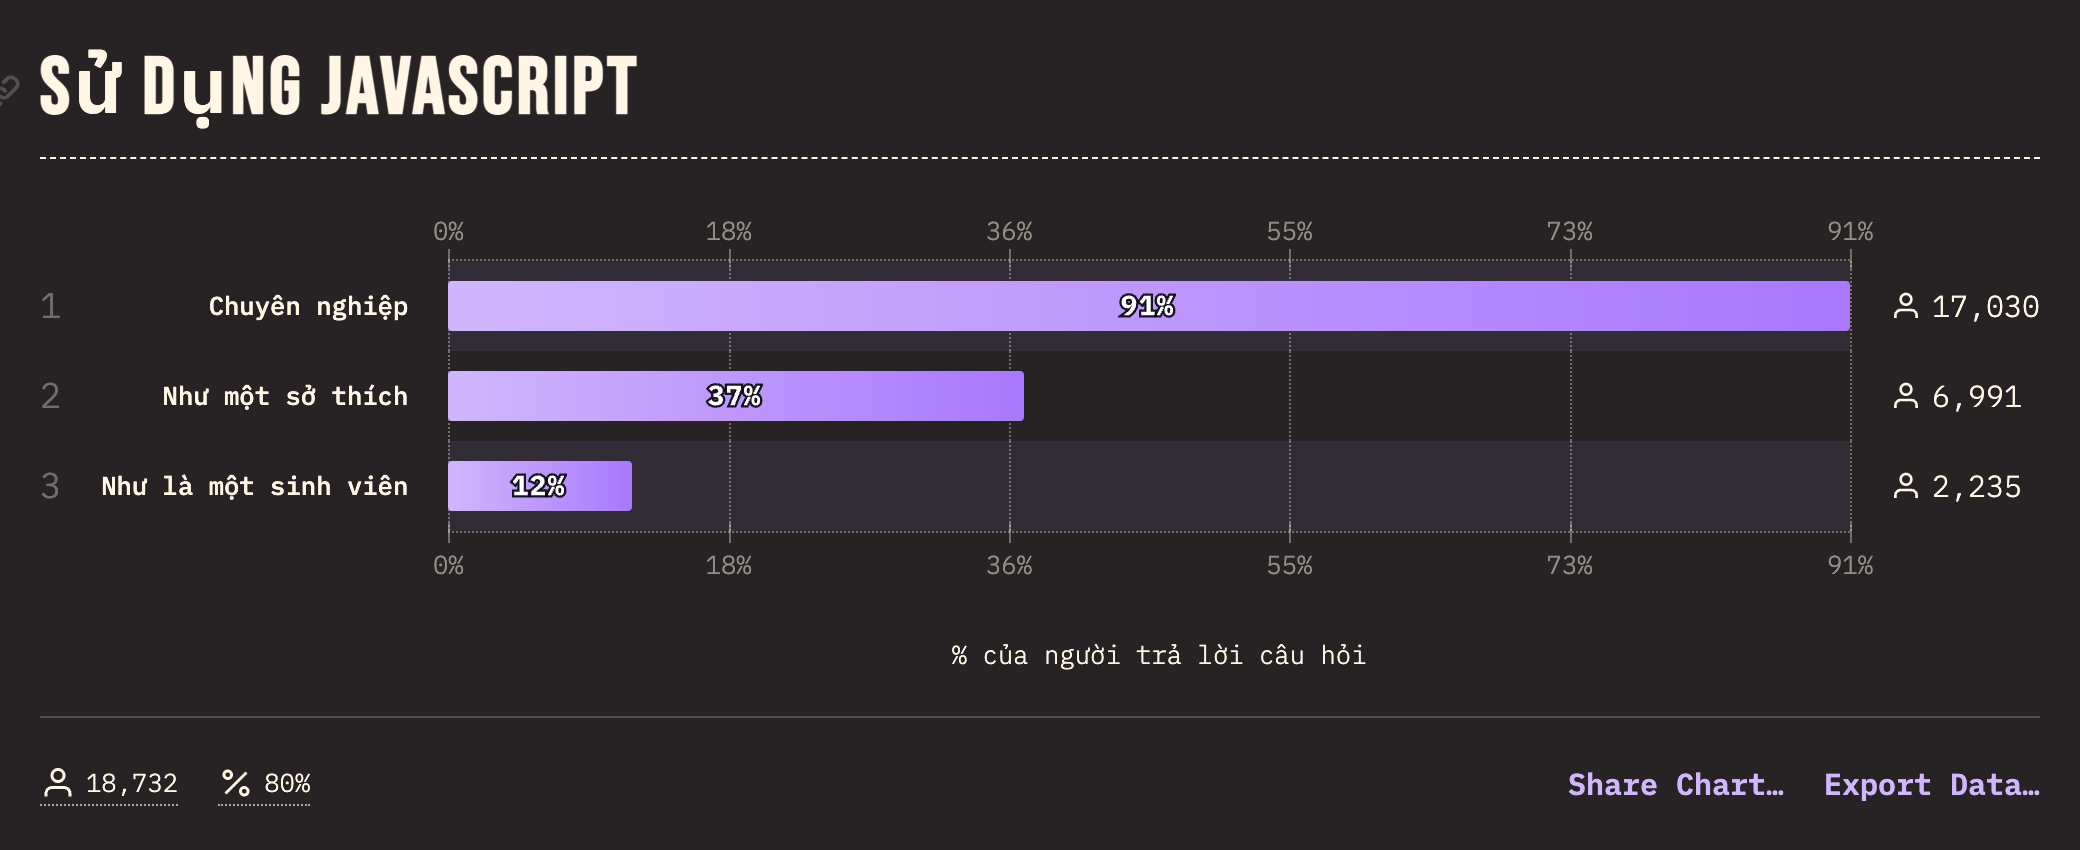 Sử DụNG JAVASCRIPT
0% 18% 36% 55% 73% 91%
1 Chuyên nghiệp 91% 17,030
2 Như một sở thích 37% 6,991
3 Như là một sinh viên 12% 2,235
0% 18% 36% 55% 73% 91%
% của người trả lời câu hỏi
18,732 80% Share Chart… Export Data…